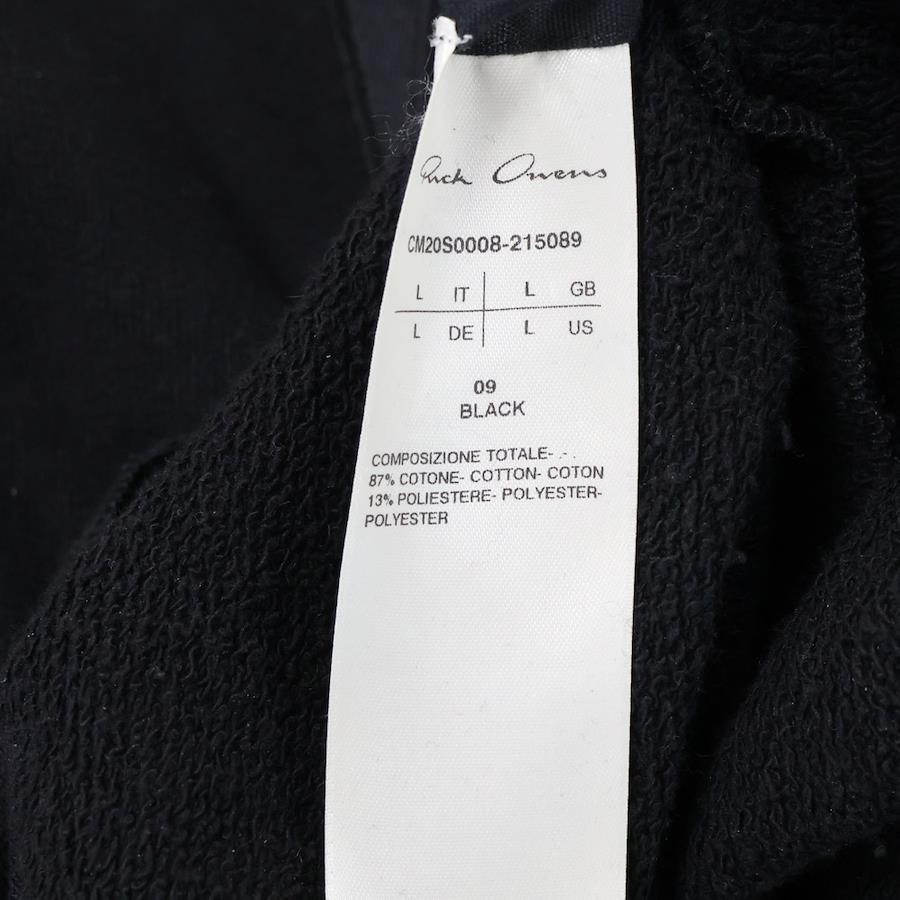 Rick Owens
CM20S0008-215089
L IT L GB
L DE L US
09
BLACK
COMPOSIZIONE TOTALE- - .
87% COTONE- COTTON- COTON
13% POLIESTERE- POLYESTER-
POLYESTER